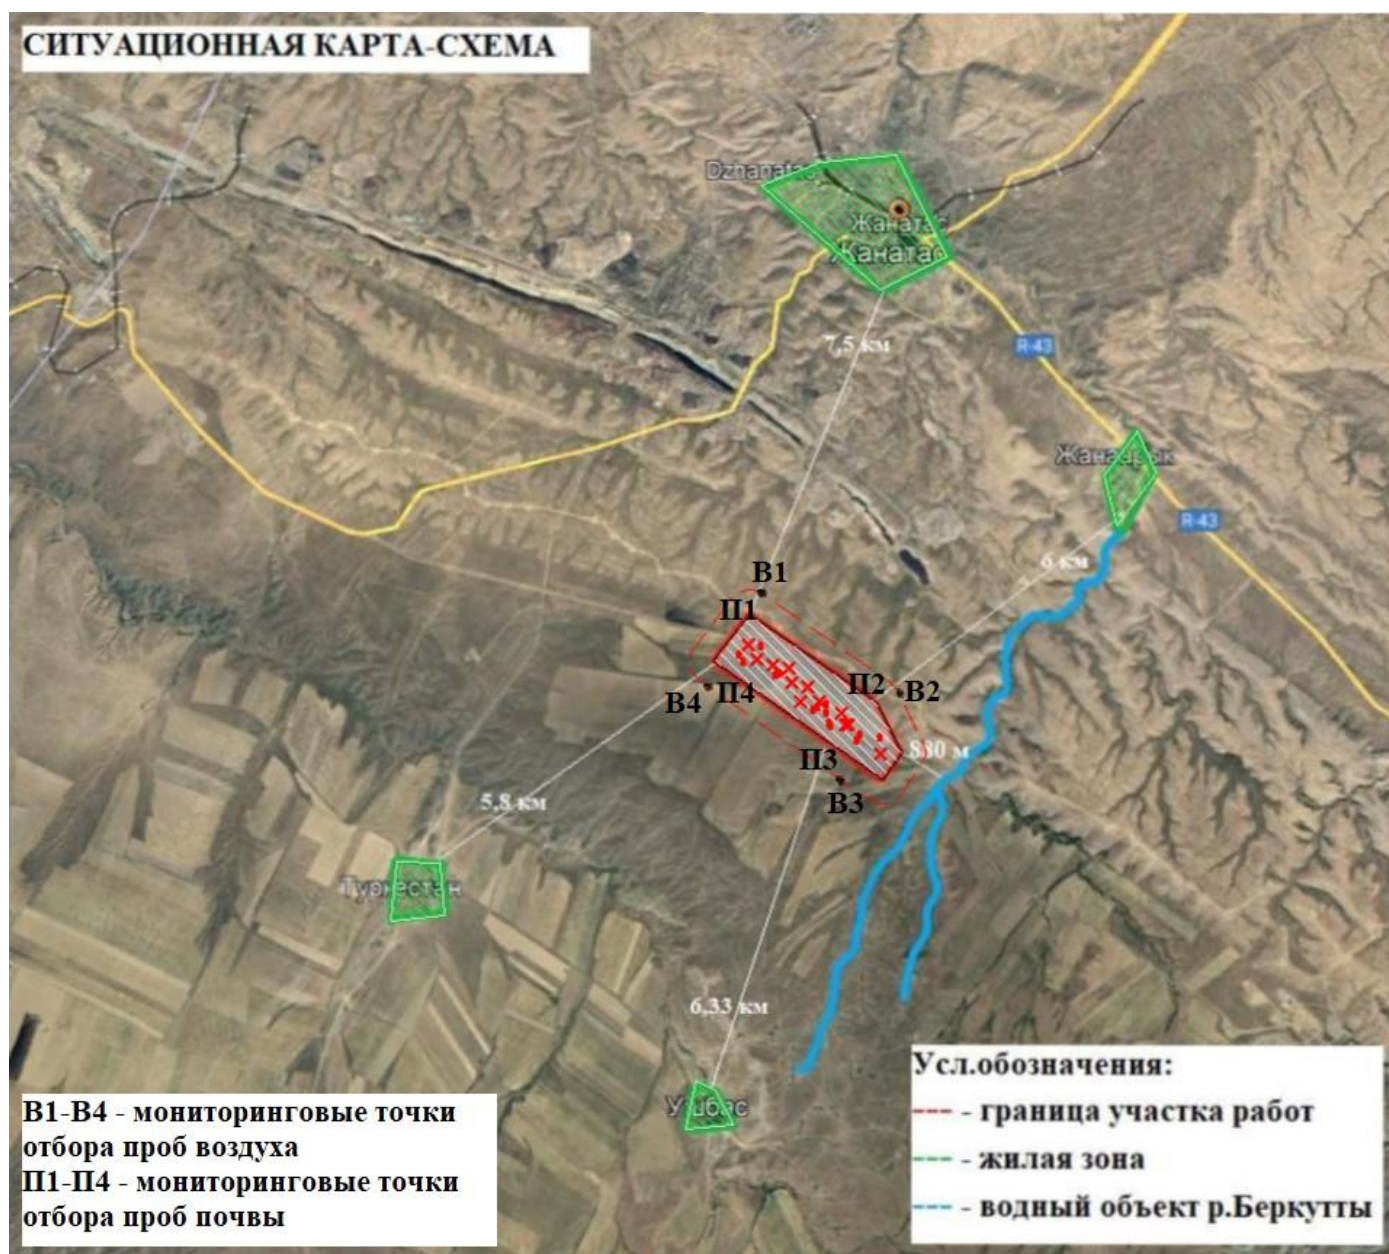 СИТУАЦИОННАЯ КАРТА-СХЕМА
Dzhanatas
Жанатас
Жанатас
7,5 км
R-43
Жанаарык
R-43
6 км
В1
П1
П2
В2
В4
П4
880 м
П3
В3
5,8 км
Туркестан
6,33 км
Ушбас
В1-В4 - мониторинговые точки
отбора проб воздуха
П1-П4 - мониторинговые точки
отбора проб почвы
Усл.обозначения:
- граница участка работ
- жилая зона
- водный объект р.Беркутты